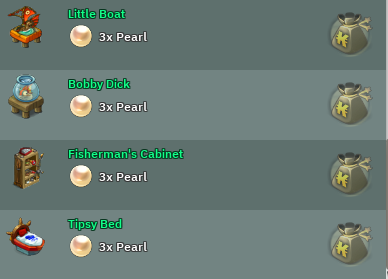 Little Boat
3x Pearl
Bobby Dick
3x Pearl
Fisherman's Cabinet
3x Pearl
Tipsy Bed
3x Pearl